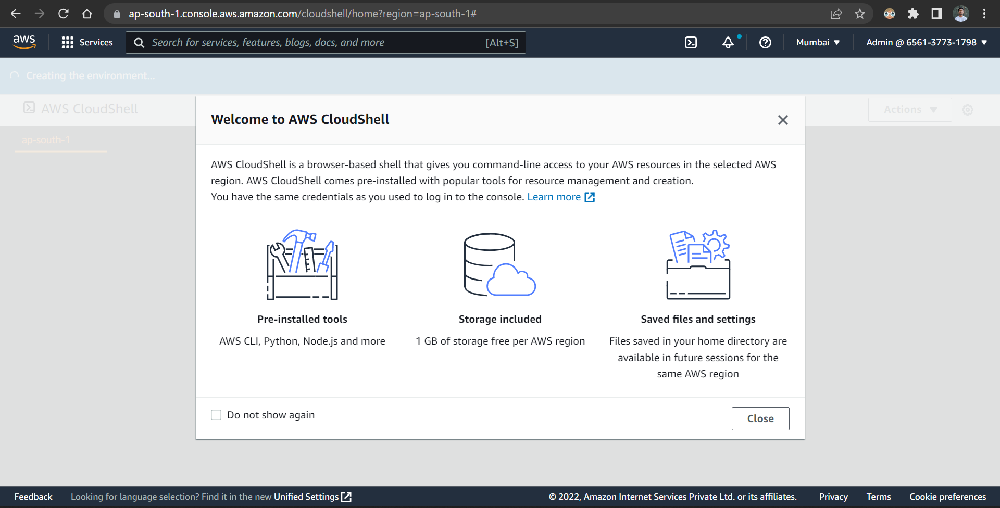 ap-south-1.console.aws.amazon.com/cloudshell/home?region=ap-south-1#
aws
Services
Search for services, features, blogs, docs, and more
[Alt+S]
Mumbai
Admin @ 6561-3773-1798
Creating the environment...
AWS CloudShell
Actions
ap-south-1
Welcome to AWS CloudShell
AWS CloudShell is a browser-based shell that gives you command-line access to your AWS resources in the selected AWS
region. AWS CloudShell comes pre-installed with popular tools for resource management and creation.
You have the same credentials as you used to log in to the console. Learn more
Pre-installed tools
AWS CLI, Python, Node.js and more
Storage included
1 GB of storage free per AWS region
Saved files and settings
Files saved in your home directory are
available in future sessions for the
same AWS region
Do not show again
Close
Feedback
Looking for language selection? Find it in the new Unified Settings
© 2022, Amazon Internet Services Private Ltd. or its affiliates.
Privacy
Terms
Cookie preferences